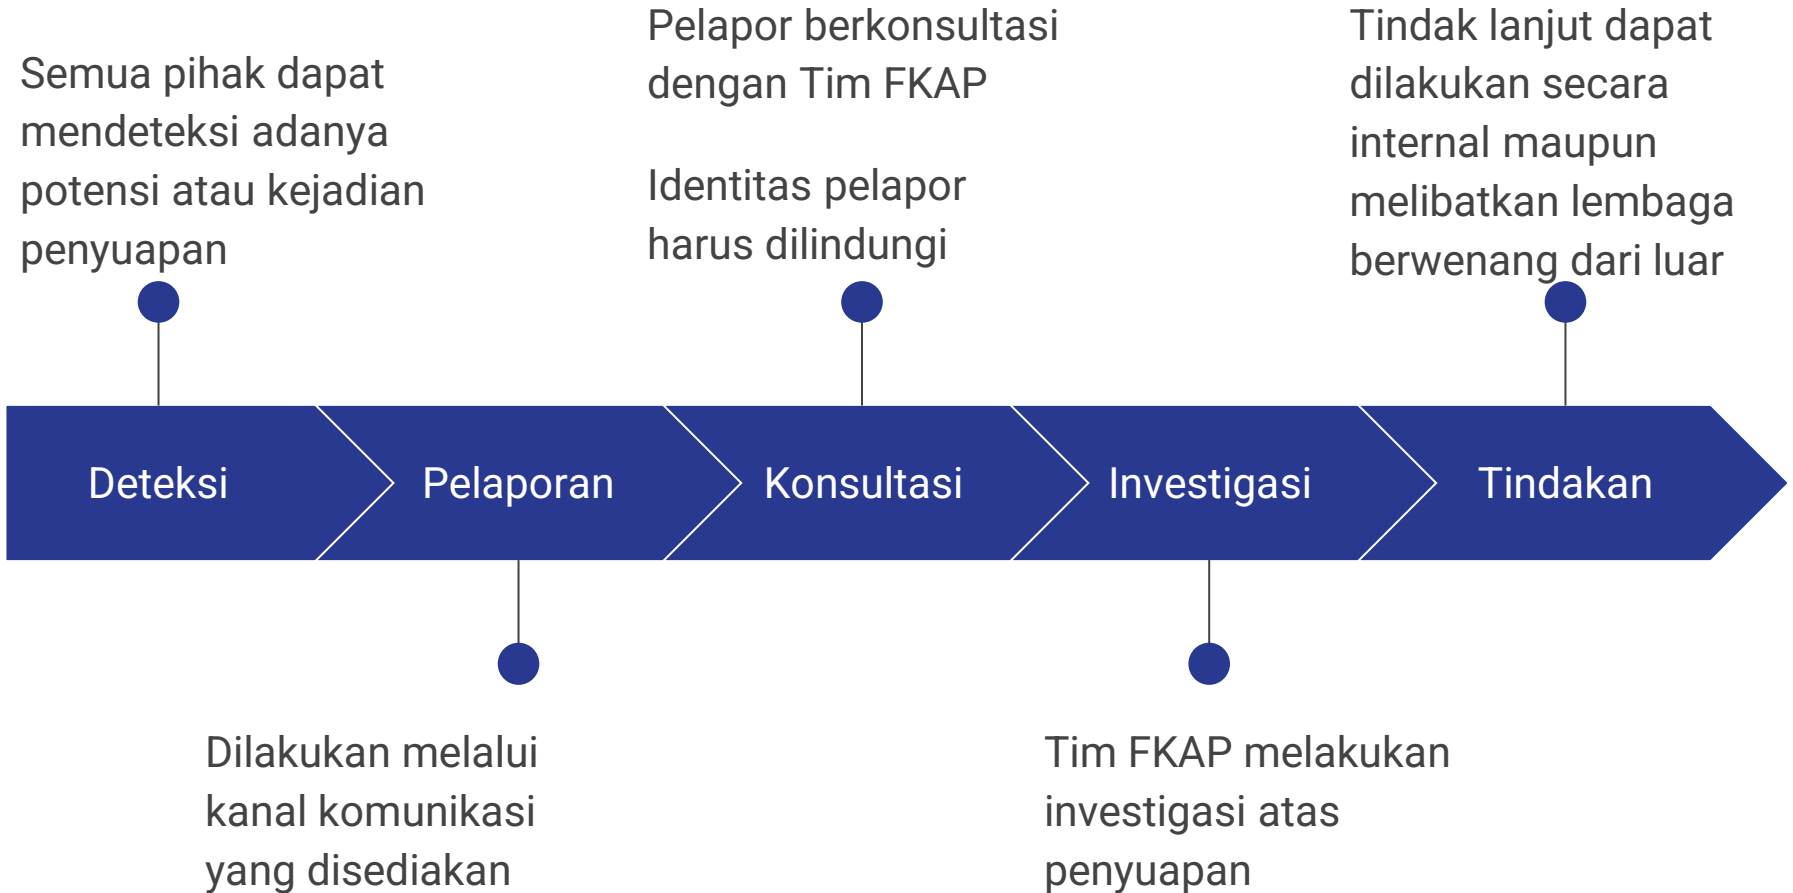 Semua pihak dapat
mendeteksi adanya
potensi atau kejadian
penyuapan
Pelapor berkonsultasi
dengan Tim FKAP
Identitas pelapor
harus dilindungi
Tindak lanjut dapat
dilakukan secara
internal maupun
melibatkan lembaga
berwenang dari luar
Deteksi
Pelaporan
Konsultasi
Investigasi
Tindakan
Dilakukan melalui
kanal komunikasi
yang disediakan
Tim FKAP melakukan
investigasi atas
penyuapan